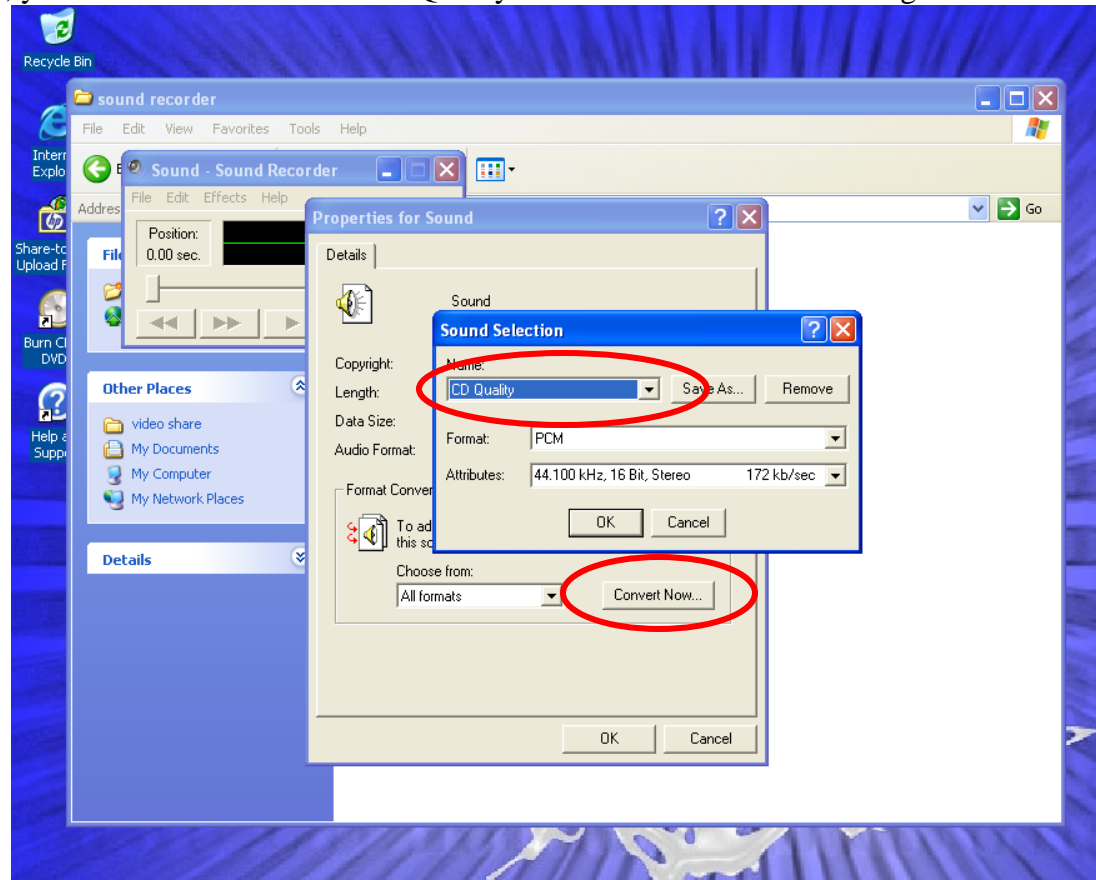 Recycle Bin
sound recorder
File Edit View Favorites Tools Help
Sound - Sound Recorder
File Edit Effects Help
Go
Position:
0.00 sec.
Properties for Sound
Details
Sound
Sound Selection
Name:
CD Quality
Save As...
Remove
Format:
PCM
Attributes:
44.100 kHz, 16 Bit, Stereo 172 kb/sec
OK
Cancel
Copyright:
Length:
Data Size:
Audio Format:
Choose from:
All formats
Convert Now...
OK
Cancel
Other Places
video share
My Documents
My Computer
My Network Places
Details